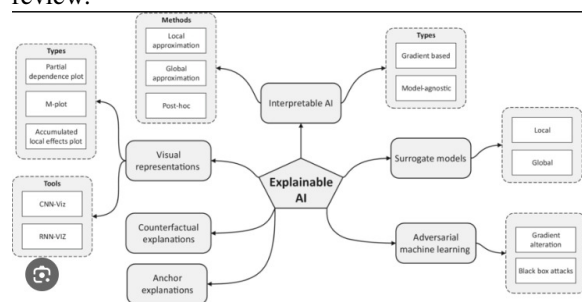 review.
Methods
Local
approximation
Global
approximation
Post-hoc
Types
Gradient based
Model-agnostic
Interpretable AI
Types
Partial
dependence plot
M-plot
Accumulated
local effects plot
Visual
representations
Tools
CNN-Viz
RNN-VIZ
Explainable
AI
Surrogate models
Local
Global
Counterfactual
explanations
Anchor
explanations
Adversarial
machine learning
Gradient
alteration
Black box attacks